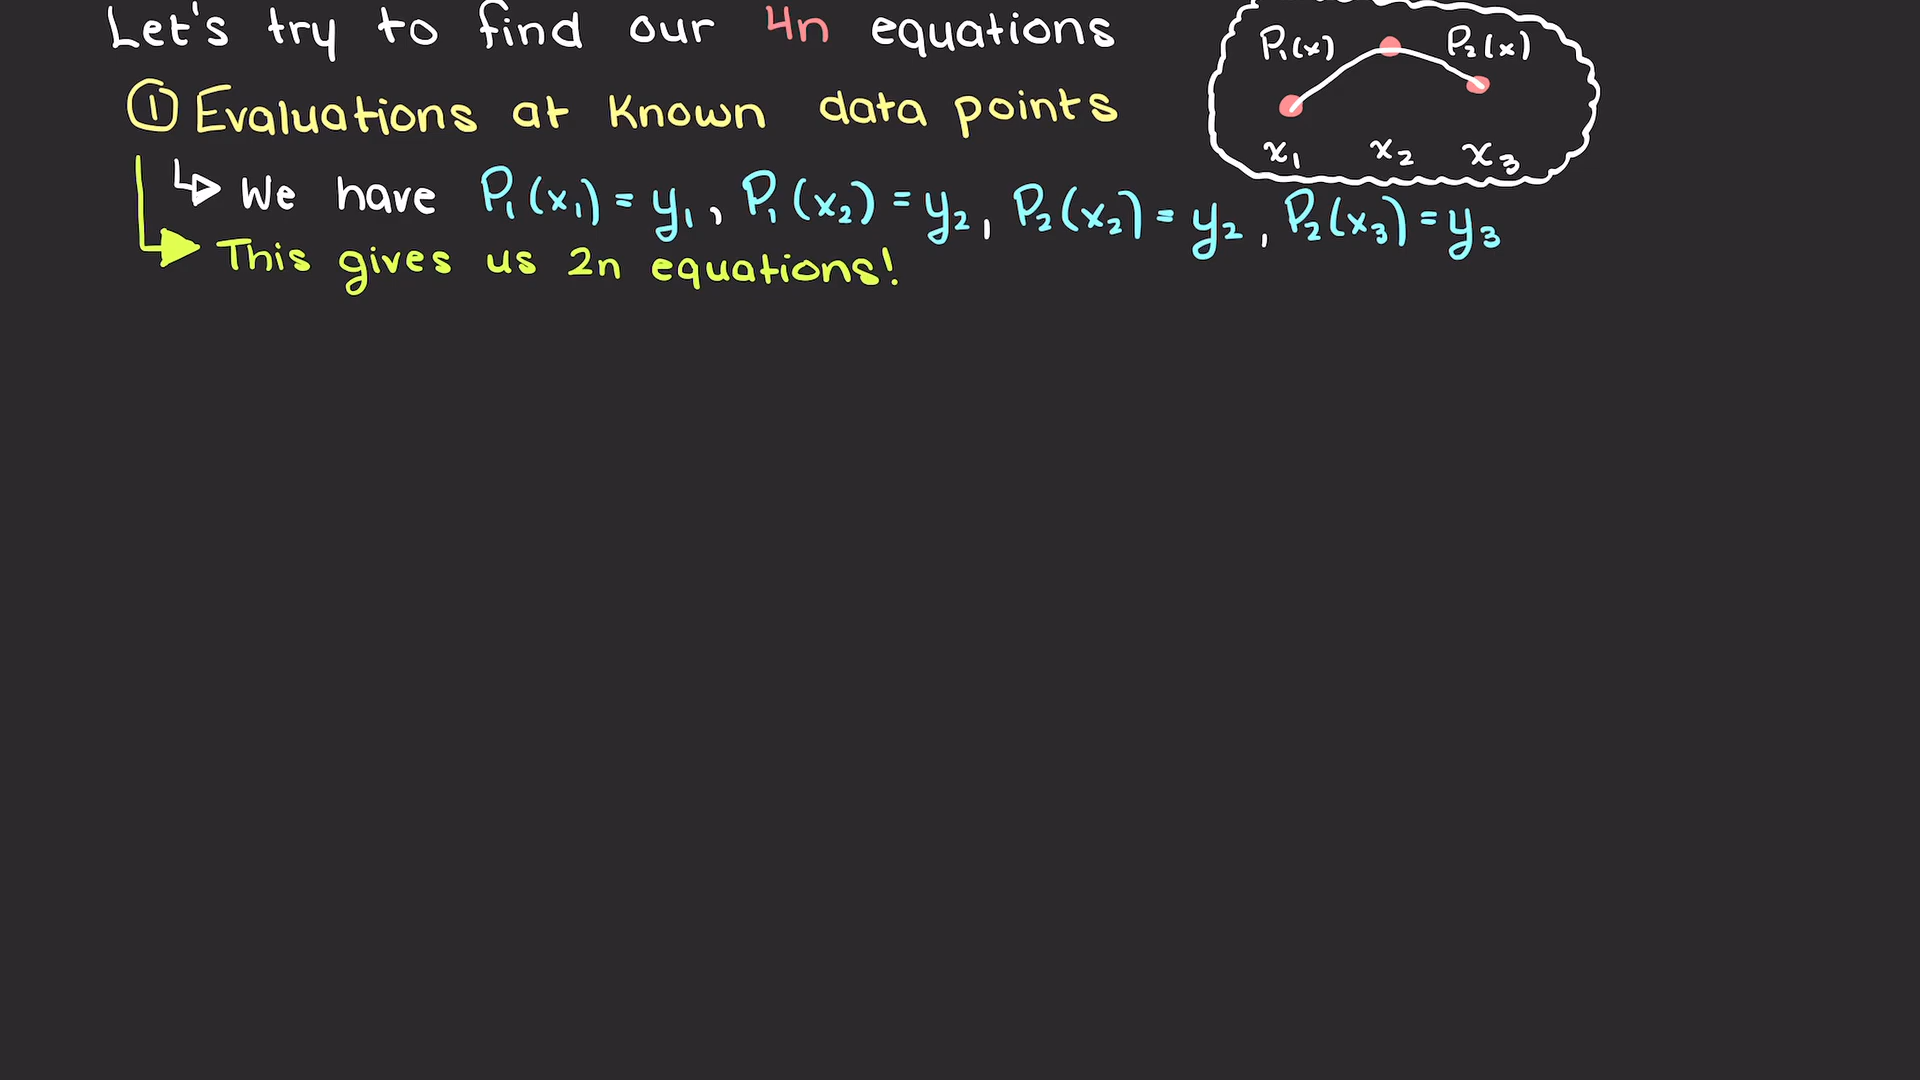 Let's try to find our 4n equations
P₁(x) P₂(x)
① Evaluations at known data points
x₁ x₂ x₃
We have P₁(x₁) = y₁, P₁(x₂) = y₂, P₂(x₂) = y₂, P₂(x₃) = y₃
This gives us 2n equations!